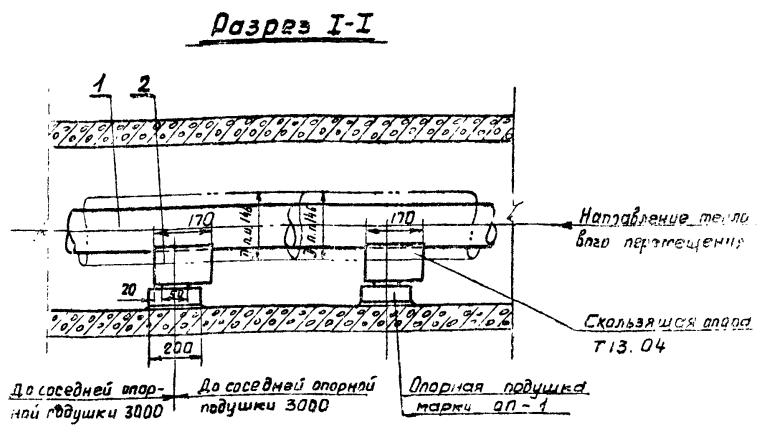 Разрез I-I
1 2
170 170
Направление тепло
вого перемещения
20 50
200
Скользящая опора
Т13.04
До соседней опор-
ной подушки 3000
До соседней опорной
подушки 3000
Опорная подушка
марки ОП-1